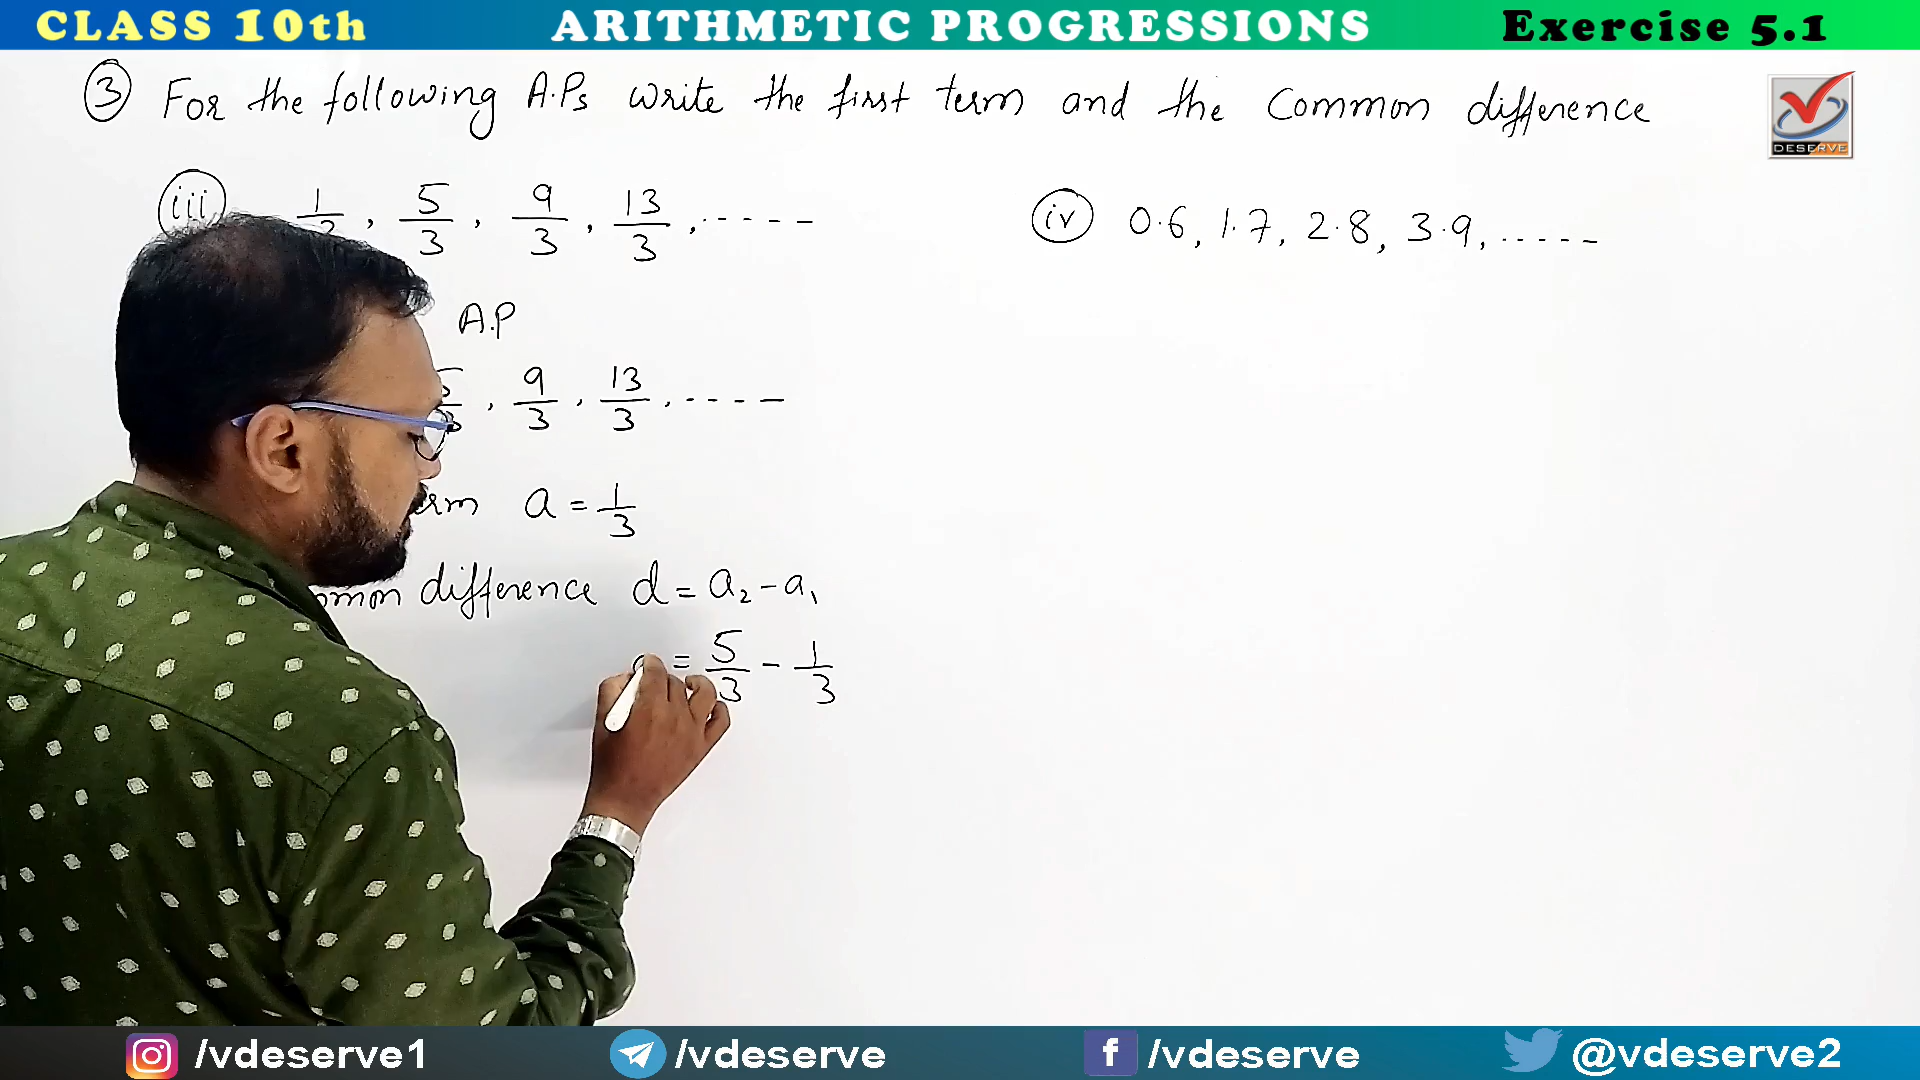 CLASS 10th ARITHMETIC PROGRESSIONS Exercise 5.1
③ For the following A.Ps write the first term and the Common difference
DESERVE
(iii) 1/3, 5/3, 9/3, 13/3, .-----
A.P
5/3, 9/3, 13/3, .----
a = 1/3
difference d = a₂ - a₁
= 5/3 - 1/3
(iv) 0.6, 1.7, 2.8, 3.9, .-----
/vdeserve1 /vdeserve /vdeserve @vdeserve2